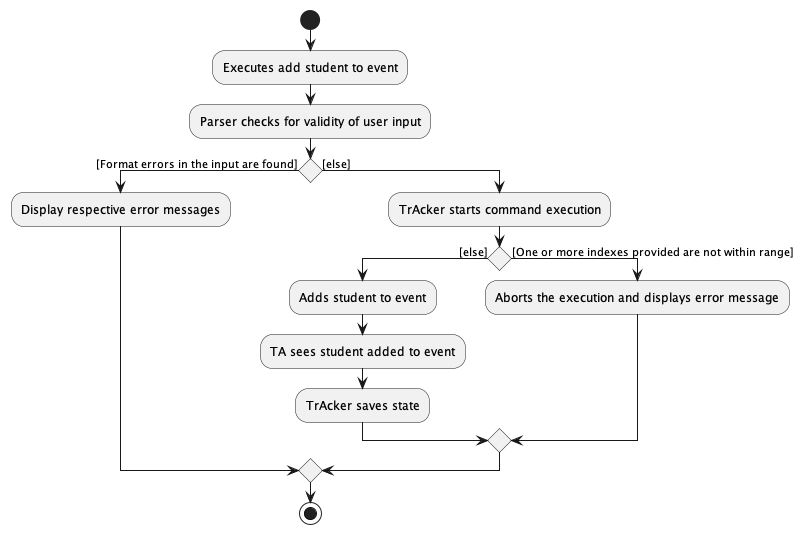 Executes add student to event
Parser checks for validity of user input
[Format errors in the input are found]
[else]
Display respective error messages
TrAcker starts command execution
[else]
[One or more indexes provided are not within range]
Adds student to event
Aborts the execution and displays error message
TA sees student added to event
TrAcker saves state